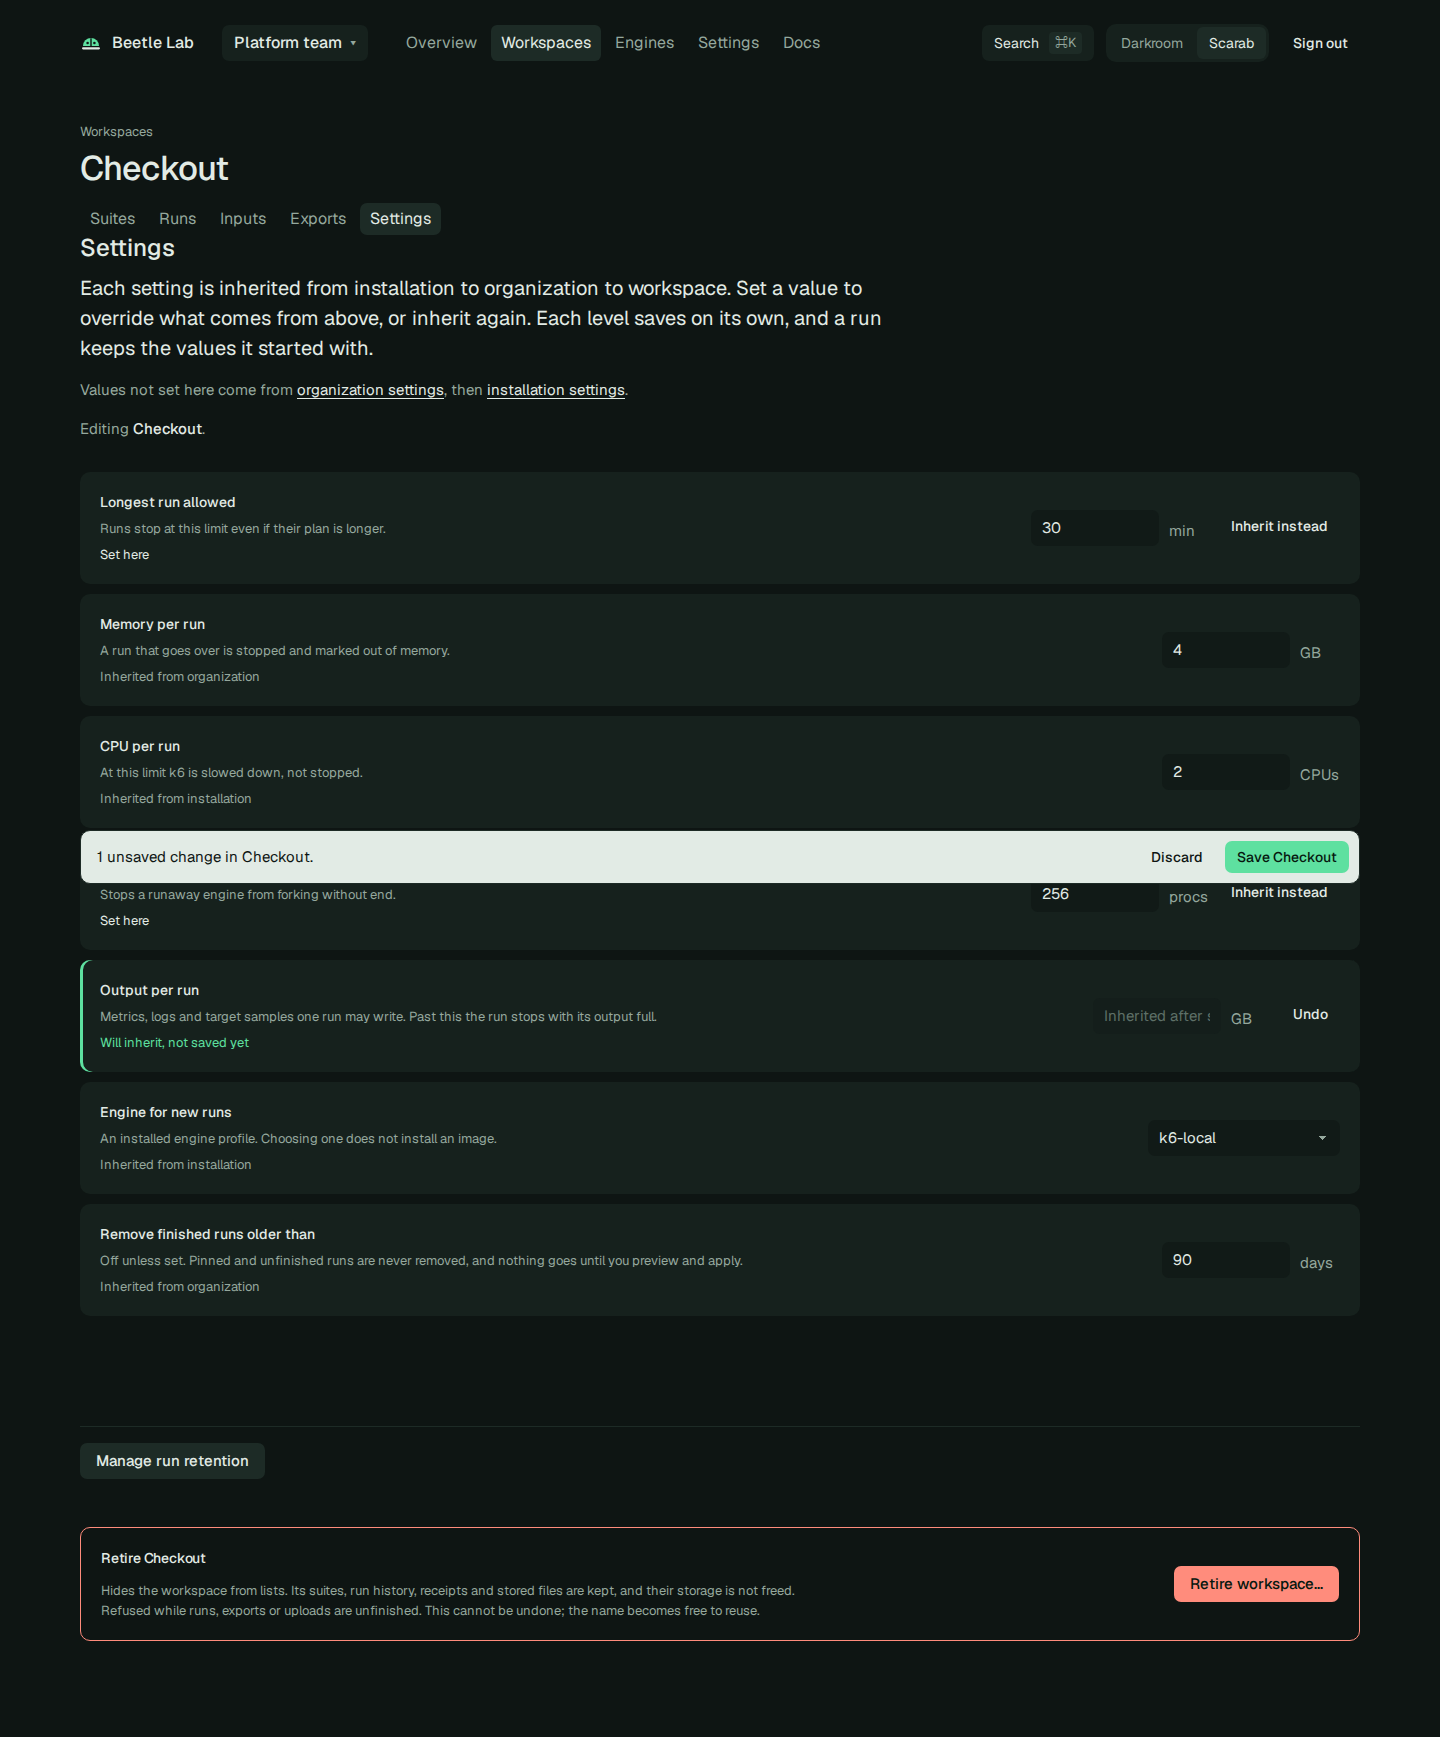 Beetle Lab
Platform team
Overview
Workspaces
Engines
Settings
Docs
Search ⌘K
Darkroom
Scarab
Sign out
Workspaces
Checkout
Suites
Runs
Inputs
Exports
Settings
Settings
Each setting is inherited from installation to organization to workspace. Set a value to
override what comes from above, or inherit again. Each level saves on its own, and a run
keeps the values it started with.
Values not set here come from organization settings, then installation settings.
Editing Checkout.
Longest run allowed
Runs stop at this limit even if their plan is longer.
Set here
30 min
Inherit instead
Memory per run
A run that goes over is stopped and marked out of memory.
Inherited from organization
4 GB
CPU per run
At this limit k6 is slowed down, not stopped.
Inherited from installation
2 CPUs
1 unsaved change in Checkout.
Discard
Save Checkout
Stops a runaway engine from forking without end.
Set here
256 procs
Inherit instead
Output per run
Metrics, logs and target samples one run may write. Past this the run stops with its output full.
Will inherit, not saved yet
Inherited after GB
Undo
Engine for new runs
An installed engine profile. Choosing one does not install an image.
Inherited from installation
k6-local
Remove finished runs older than
Off unless set. Pinned and unfinished runs are never removed, and nothing goes until you preview and apply.
Inherited from organization
90 days
Manage run retention
Retire Checkout
Hides the workspace from lists. Its suites, run history, receipts and stored files are kept, and their storage is not freed.
Refused while runs, exports or uploads are unfinished. This cannot be undone; the name becomes free to reuse.
Retire workspace…